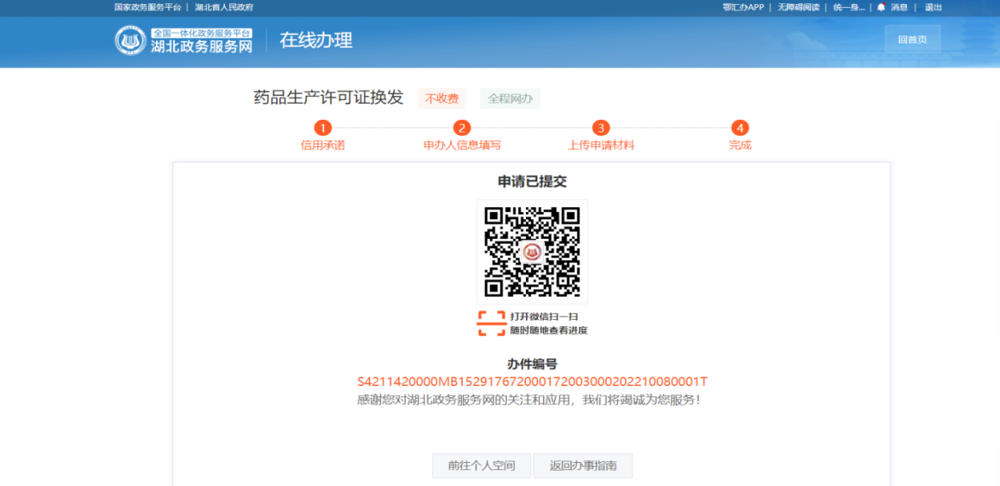 国家政务服务平台 | 湖北省人民政府
鄂汇办APP | 无障碍阅读 | 统一身... | 消息 | 退出
全国一体化政务服务平台
湖北政务服务网
在线办理
回首页
药品生产许可证换发 不收费 全程网办
1 2 3 4
信用承诺 申办人信息填写 上传申请材料 完成
申请已提交
打开微信扫一扫
随时随地查看进度
办件编号
S4211420000MB152917672000172003000202210080001T
感谢您对湖北政务服务网的关注和应用，我们将竭诚为您服务！
前往个人空间 返回办事指南